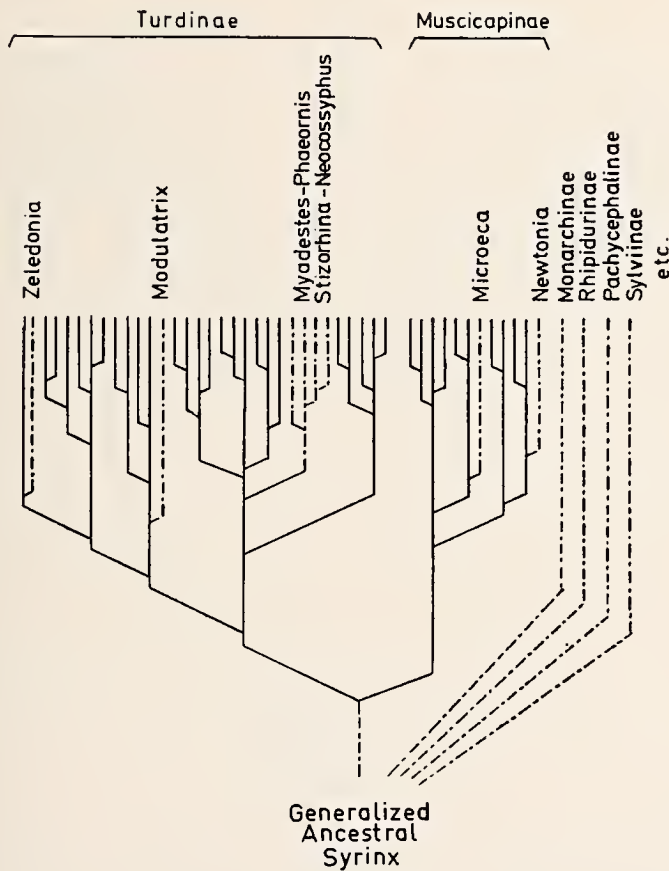 Turdinae
Muscicapinae
Zeledonia
Modulatrix
Myadestes-Phaeornis
Stizorhina-Neocossyphus
Microeca
Newtonia
Monarchinae
Rhipidurinae
Pachycephalinae
Sylviinae
etc.
Generalized
Ancestral
Syrinx